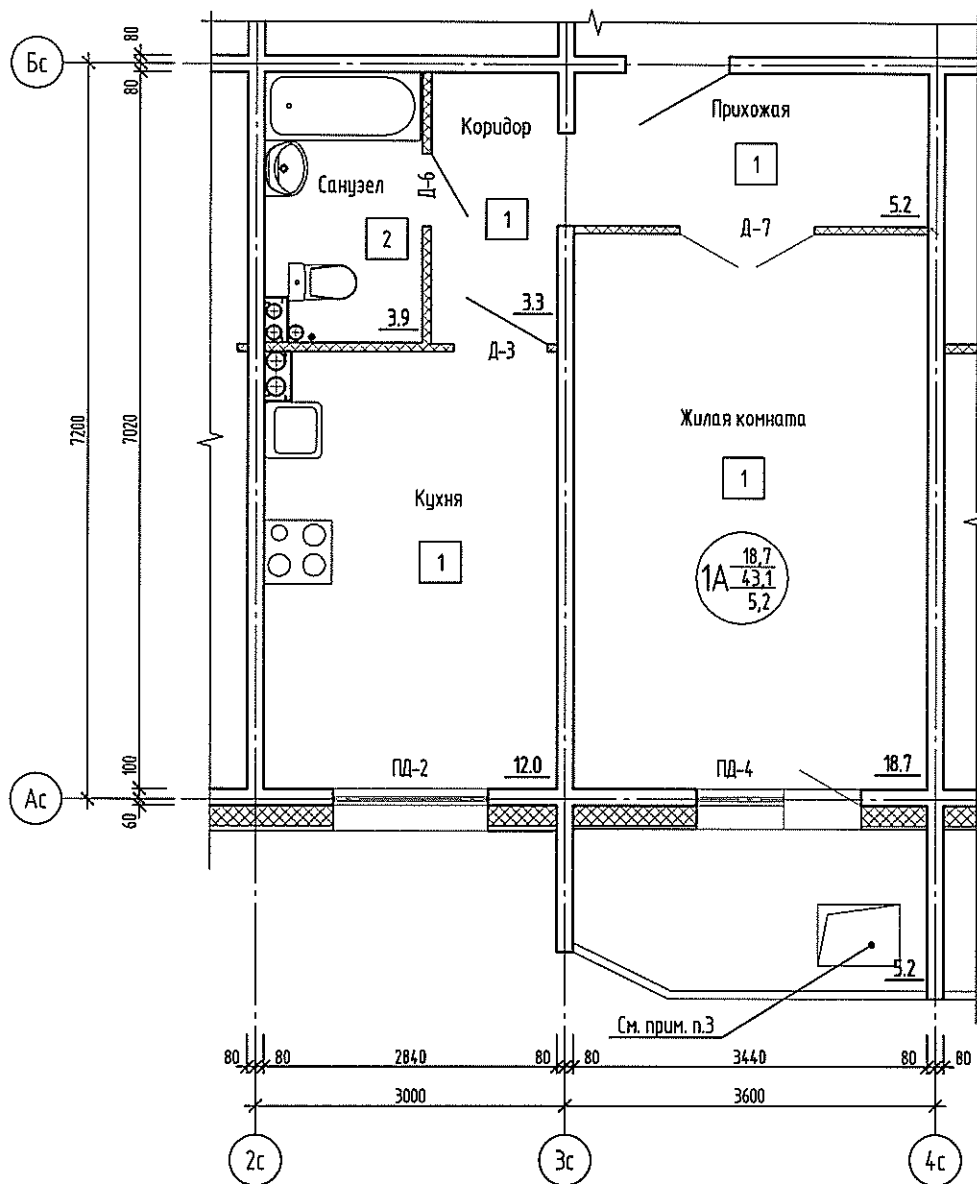 Бс
80
80
Коридор
Прихожая
1
Санузел
Д-6
1
5.2
2
Д-7
3.9
3.3
Д-3
7200
7020
Жилая комната
1
Кухня
1
1А
18,7
43,1
5,2
ПД-2
12.0
ПД-4
18.7
100
Ас
60
5.2
См. прим. п.3
80
80
2840
80
80
3440
80
80
3000
3600
2с
3с
4с